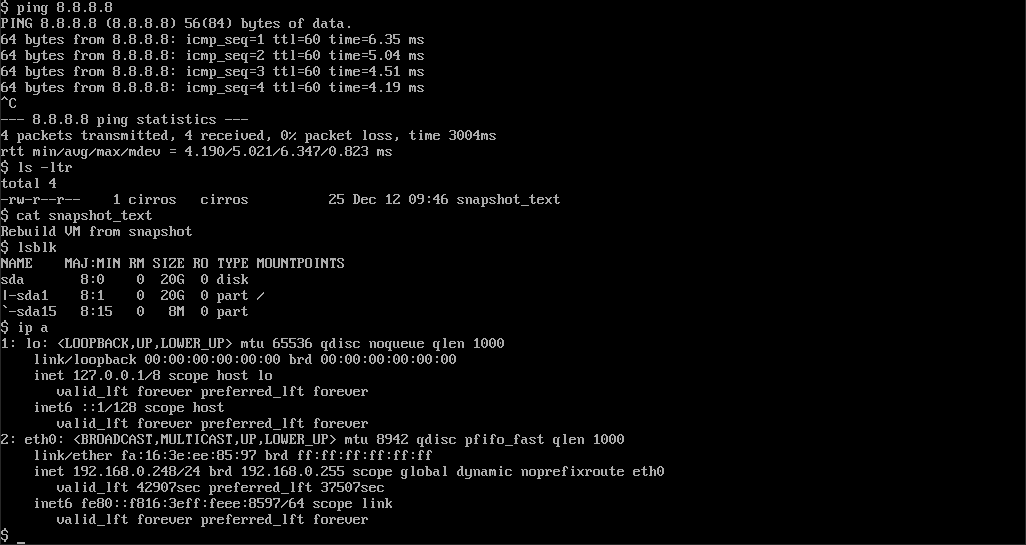 $ ping 8.8.8.8
PING 8.8.8.8 (8.8.8.8) 56(84) bytes of data.
64 bytes from 8.8.8.8: icmp_seq=1 ttl=60 time=6.35 ms
64 bytes from 8.8.8.8: icmp_seq=2 ttl=60 time=5.04 ms
64 bytes from 8.8.8.8: icmp_seq=3 ttl=60 time=4.51 ms
64 bytes from 8.8.8.8: icmp_seq=4 ttl=60 time=4.19 ms
^C
--- 8.8.8.8 ping statistics ---
4 packets transmitted, 4 received, 0% packet loss, time 3004ms
rtt min/avg/max/mdev = 4.190/5.021/6.347/0.823 ms
$ ls -ltr
total 4
-rw-r--r--    1 cirros   cirros          25 Dec 12 09:46 snapshot_text
$ cat snapshot_text
Rebuild VM from snapshot
$ lsblk
NAME    MAJ:MIN RM SIZE RO TYPE MOUNTPOINTS
sda       8:0    0  20G  0 disk
|-sda1    8:1    0  20G  0 part /
`-sda15   8:15   0   8M  0 part
$ ip a
1: lo: <LOOPBACK,UP,LOWER_UP> mtu 65536 qdisc noqueue qlen 1000
    link/loopback 00:00:00:00:00:00 brd 00:00:00:00:00:00
    inet 127.0.0.1/8 scope host lo
       valid_lft forever preferred_lft forever
    inet6 ::1/128 scope host
       valid_lft forever preferred_lft forever
2: eth0: <BROADCAST,MULTICAST,UP,LOWER_UP> mtu 8942 qdisc pfifo_fast qlen 1000
    link/ether fa:16:3e:ee:85:97 brd ff:ff:ff:ff:ff:ff
    inet 192.168.0.248/24 brd 192.168.0.255 scope global dynamic noprefixroute eth0
       valid_lft 42907sec preferred_lft 37507sec
    inet6 fe80::f816:3eff:feee:8597/64 scope link
       valid_lft forever preferred_lft forever
$ _